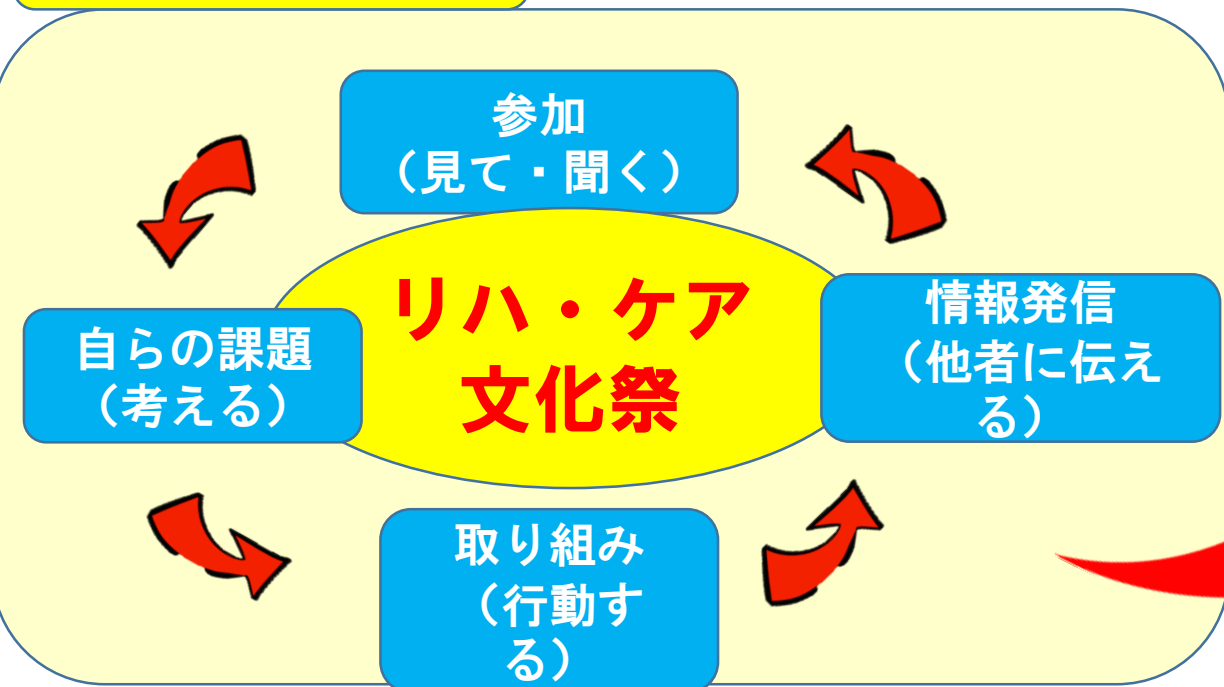 参加
（見て・聞く）
リハ・ケア
文化祭
自らの課題
（考える）
情報発信
（他者に伝え
る）
取り組み
（行動す
る）